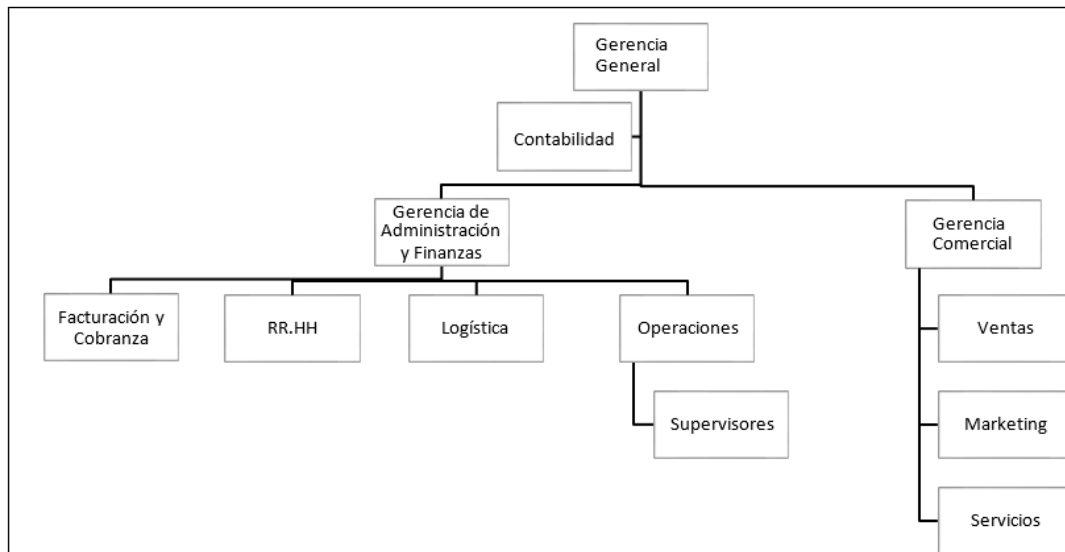 Gerencia
General
Contabilidad
Gerencia de
Administración
y Finanzas
Gerencia
Comercial
Facturación y
Cobranza
RR.HH
Logística
Operaciones
Ventas
Supervisores
Marketing
Servicios